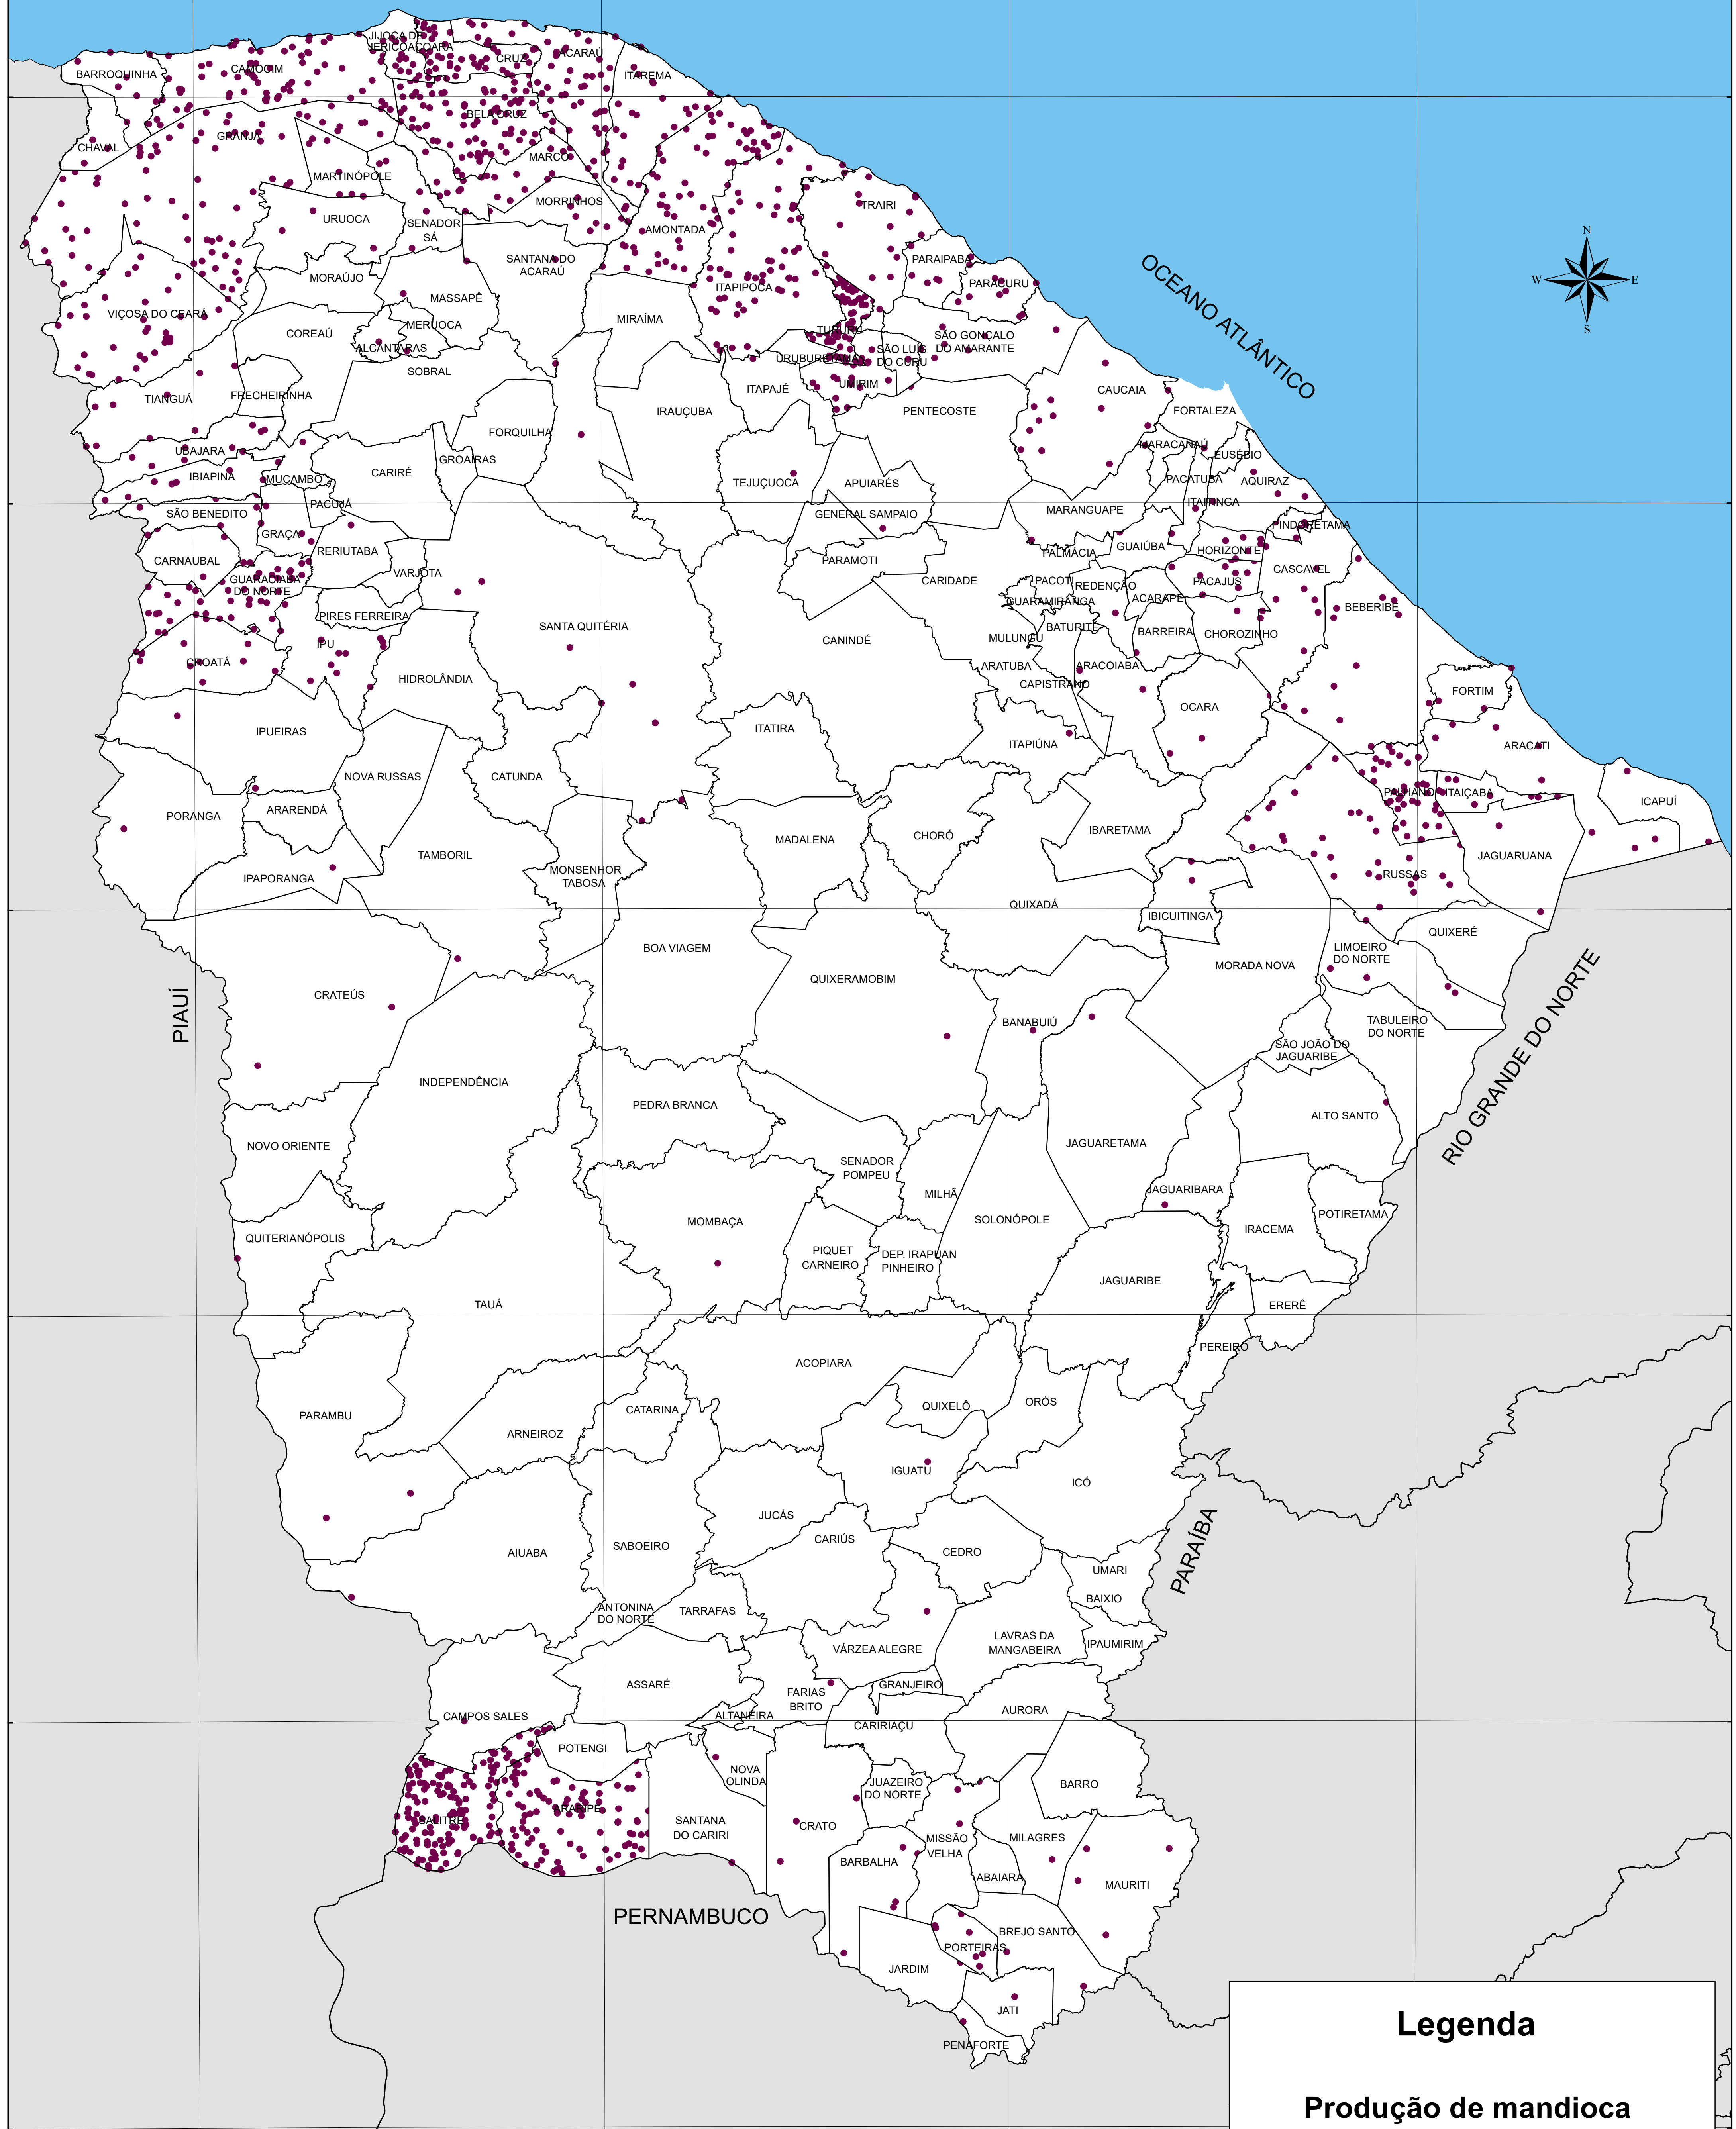 JIJOCA DE
JERICOACOARA
CRUZ
ACARAÚ
BARROQUINHA
CAMOCIM
ITAREMA
BELA CRUZ
GRANJA
CHAVAL
MARCO
MARTINÓPOLE
MORRINHOS
TRAIRI
URUOCA
SENADOR
SÁ
AMONTADA
N
W
E
S
OCEANO ATLÂNTICO
SANTANA DO
ACARAÚ
PARAIPABA
MORAÚJO
PARACURU
ITAPIPOCA
MASSAPÊ
VIÇOSA DO CEARÁ
MIRAÍMA
MERUOCA
TURURU
COREAÚ
SÃO GONÇALO
DO AMARANTE
ALCÂNTARAS
SÃO LUÍS
DO CURU
URUBURETAMA
SOBRAL
UMIRIM
ITAPAJÉ
CAUCAIA
FRECHEIRINHA
TIANGUÁ
IRAUÇUBA
PENTECOSTE
FORTALEZA
FORQUILHA
MARACANAÚ
UBAJARA
EUSÉBIO
GROAÍRAS
CARIRÉ
IBIAPINA
MUCAMBO
TEJUÇUOCA
APUIARÉS
PACATUBA
AQUIRAZ
PACUJÁ
ITAITINGA
MARANGUAPE
SÃO BENEDITO
GENERAL SAMPAIO
PINDORETAMA
GRAÇA
RERIUTABA
GUAIÚBA
HORIZONTE
PALMÁCIA
CARNAUBAL
PARAMOTI
VARJOTA
CASCAVEL
GUARACIABA
DO NORTE
CARIDADE
PACOTI
REDENÇÃO
PACAJUS
GUARAMIRANGA
ACARAPE
BEBERIBE
PIRES FERREIRA
SANTA QUITÉRIA
BATURITÉ
BARREIRA
CHOROZINHO
CANINDÉ
MULUNGU
IPU
CROATÁ
ARATUBA
ARACOIABA
HIDROLÂNDIA
CAPISTRANO
FORTIM
OCARA
IPUEIRAS
ITATIRA
ITAPIÚNA
ARACATI
NOVA RUSSAS
CATUNDA
PALHANO
ITAIÇABA
ICAPUÍ
ARARENDÁ
PORANGA
IBARETAMA
CHORÓ
MADALENA
TAMBORIL
JAGUARUANA
MONSENHOR
TABOSA
IPAPORANGA
RUSSAS
QUIXADÁ
IBICUITINGA
QUIXERÉ
BOA VIAGEM
LIMOEIRO
DO NORTE
MORADA NOVA
QUIXERAMOBIM
CRATEÚS
PIAUÍ
RIO GRANDE DO NORTE
BANABUIÚ
TABULEIRO
DO NORTE
SÃO JOÃO DO
JAGUARIBE
INDEPENDÊNCIA
PEDRA BRANCA
ALTO SANTO
NOVO ORIENTE
JAGUARETAMA
SENADOR
POMPEU
MILHÃ
JAGUARIBARA
POTIRETAMA
MOMBAÇA
SOLONÓPOLE
IRACEMA
QUITERIANÓPOLIS
PIQUET
CARNEIRO
DEP. IRAPUAN
PINHEIRO
JAGUARIBE
TAUÁ
ERERÊ
PEREIRO
ACOPIARA
ORÓS
QUIXELÔ
CATARINA
PARAMBU
ARNEIROZ
IGUATU
ICÓ
JUCÁS
CARIÚS
SABOEIRO
AIUABA
CEDRO
PARAÍBA
UMARI
BAIXIO
ANTONINA
DO NORTE
TARRAFAS
LAVRAS DA
MANGABEIRA
IPAUMIRIM
VÁRZEA ALEGRE
ASSARÉ
GRANJEIRO
FARIAS
BRITO
AURORA
CAMPOS SALES
ALTANEIRA
CARIRIAÇU
POTENGI
NOVA
OLINDA
JUAZEIRO
DO NORTE
BARRO
ARARIPE
SALITRE
SANTANA
DO CARIRI
CRATO
MISSÃO
VELHA
MILAGRES
BARBALHA
ABAIARA
MAURITI
PERNAMBUCO
BREJO SANTO
PORTEIRAS
JARDIM
JATI
PENAFORTE
Legenda
Produção de mandioca